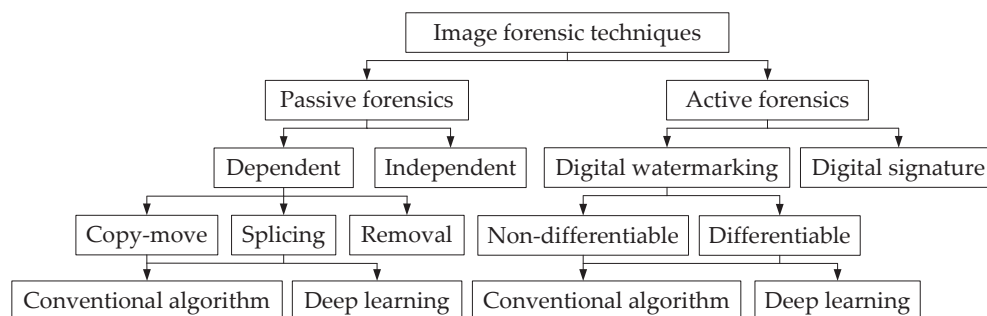 Image forensic techniques
Passive forensics
Active forensics
Dependent
Independent
Digital watermarking
Digital signature
Copy-move
Splicing
Removal
Non-differentiable
Differentiable
Conventional algorithm
Deep learning
Conventional algorithm
Deep learning